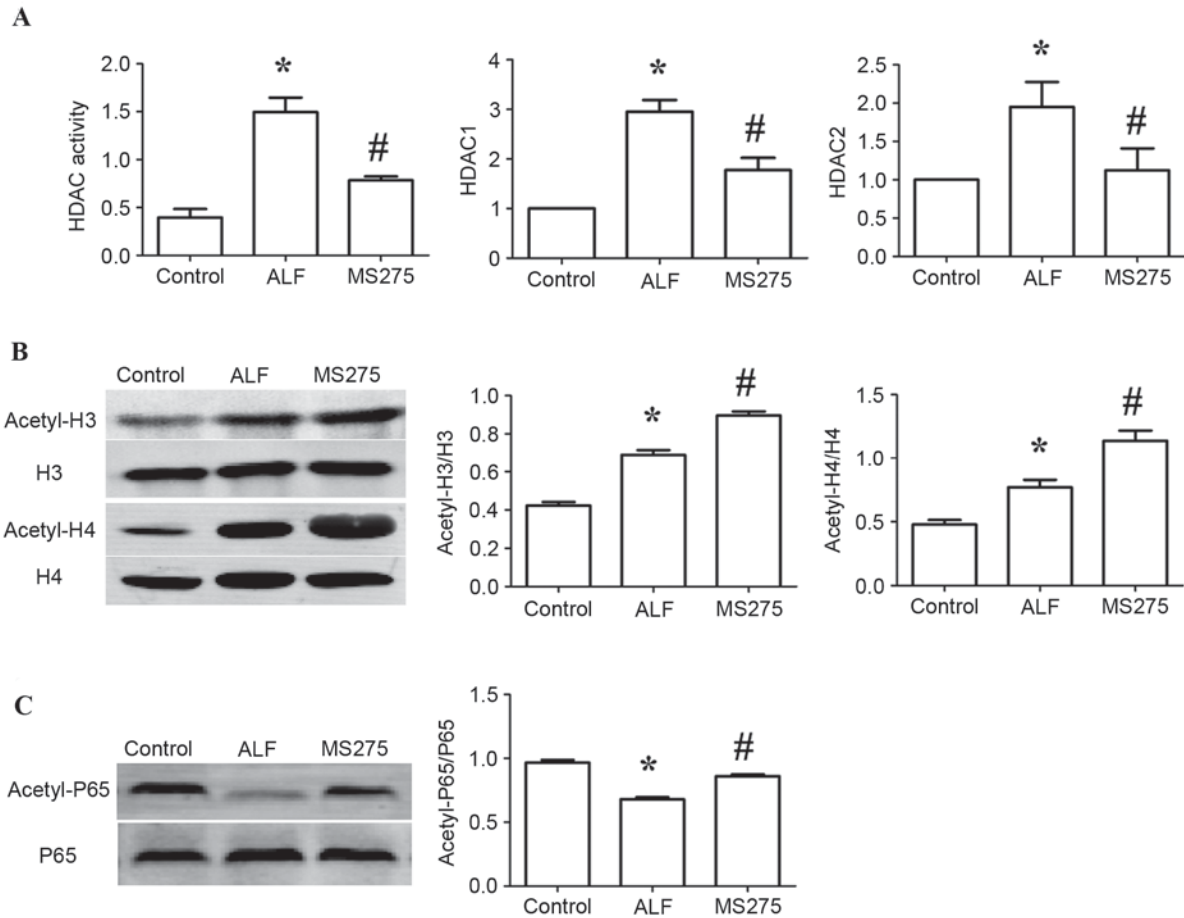 A
HDAC activity
2.0
1.5
1.0
0.5
0.0
*
#
Control ALF MS275
HDAC1
4
3
2
1
0
*
#
Control ALF MS275
HDAC2
2.5
2.0
1.5
1.0
0.5
0.0
*
#
Control ALF MS275
B
Control ALF MS275
Acetyl-H3
H3
Acetyl-H4
H4
Acetyl-H3/H3
1.0
0.8
0.6
0.4
0.2
0.0
*
#
Control ALF MS275
Acetyl-H4/H4
1.5
1.0
0.5
0.0
*
#
Control ALF MS275
C
Control ALF MS275
Acetyl-P65
P65
Acetyl-P65/P65
1.5
1.0
0.5
0.0
*
#
Control ALF MS275